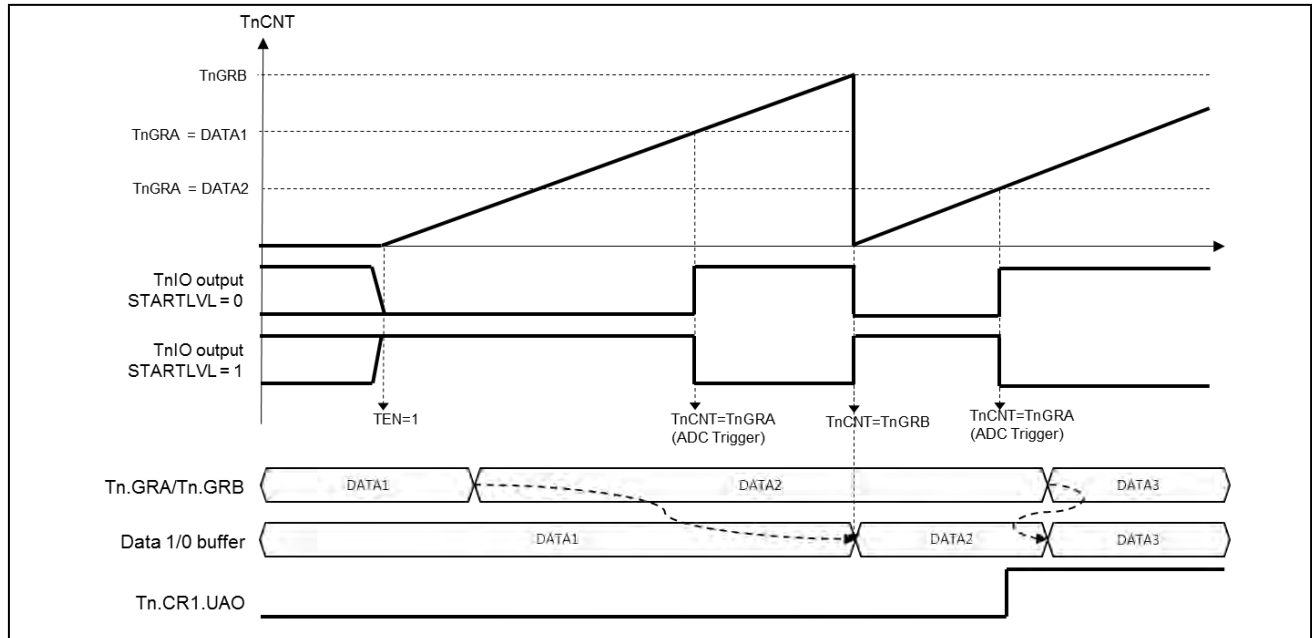 TnCNT
TnGRB
TnGRA = DATA1
TnGRA = DATA2
TnIO output
STARTLVL = 0
TnIO output
STARTLVL = 1
TEN=1
TnCNT=TnGRA
(ADC Trigger)
TnCNT=TnGRB
TnCNT=TnGRA
(ADC Trigger)
Tn.GRA/Tn.GRB
DATA1
DATA2
DATA3
Data 1/0 buffer
DATA1
DATA2
DATA3
Tn.CR1.UAO